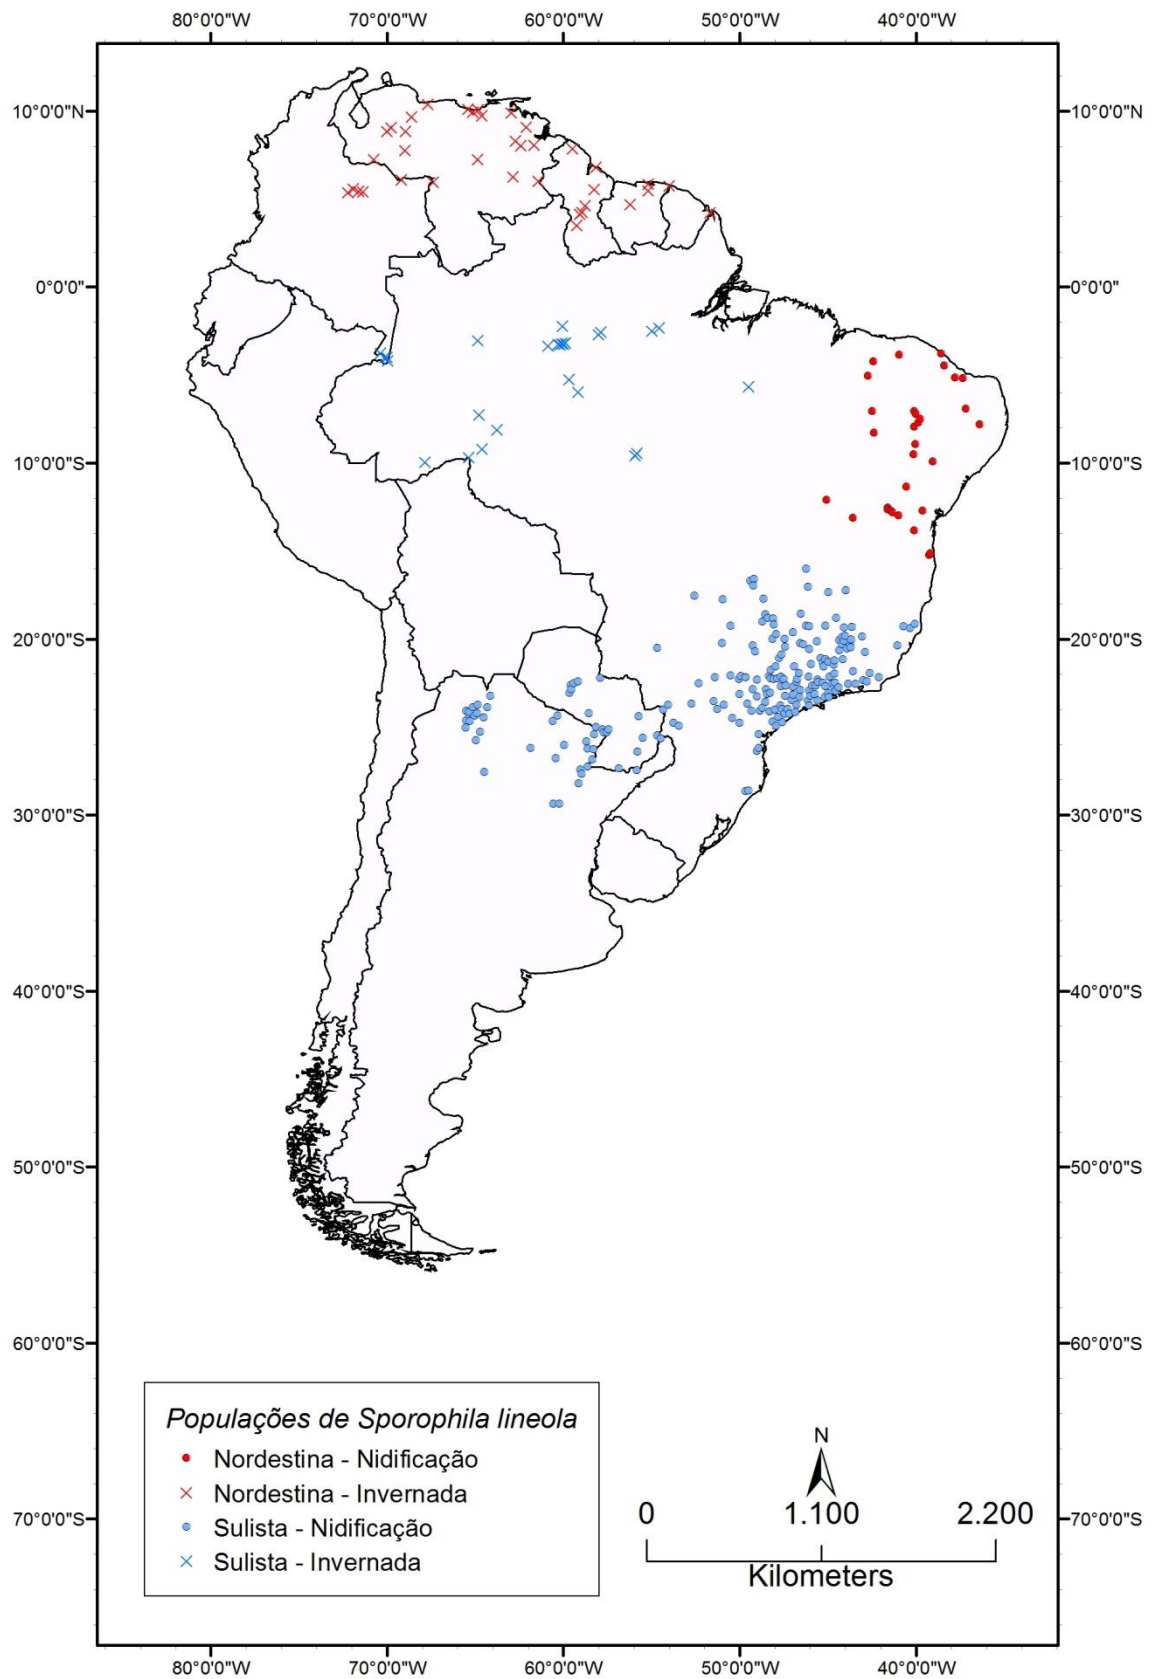 80°0'0"W 70°0'0"W 60°0'0"W 50°0'0"W 40°0'0"W
10°0'0"N 10°0'0"N
0°0'0" 0°0'0"
10°0'0"S 10°0'0"S
20°0'0"S 20°0'0"S
30°0'0"S 30°0'0"S
40°0'0"S 40°0'0"S
50°0'0"S 50°0'0"S
60°0'0"S 60°0'0"S
70°0'0"S 70°0'0"S
Populações de Sporophila lineola
Nordestina - Nidificação
Nordestina - Invernada
Sulista - Nidificação
Sulista - Invernada
N
0 1.100 2.200
Kilometers
80°0'0"W 70°0'0"W 60°0'0"W 50°0'0"W 40°0'0"W